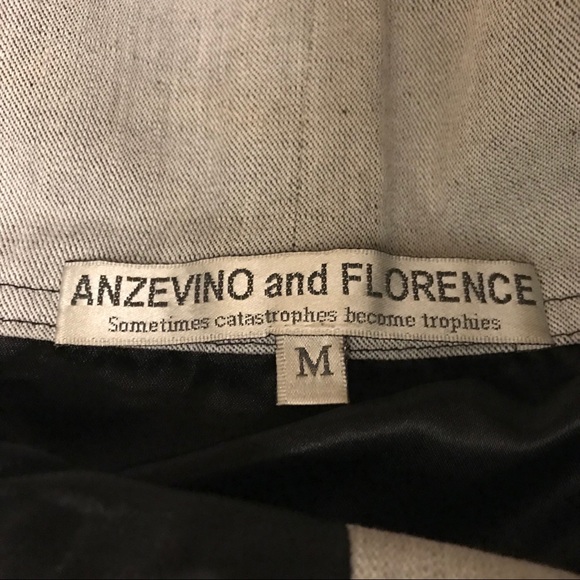 ANZEVINO and FLORENCE
Sometimes catastrophes become trophies
M